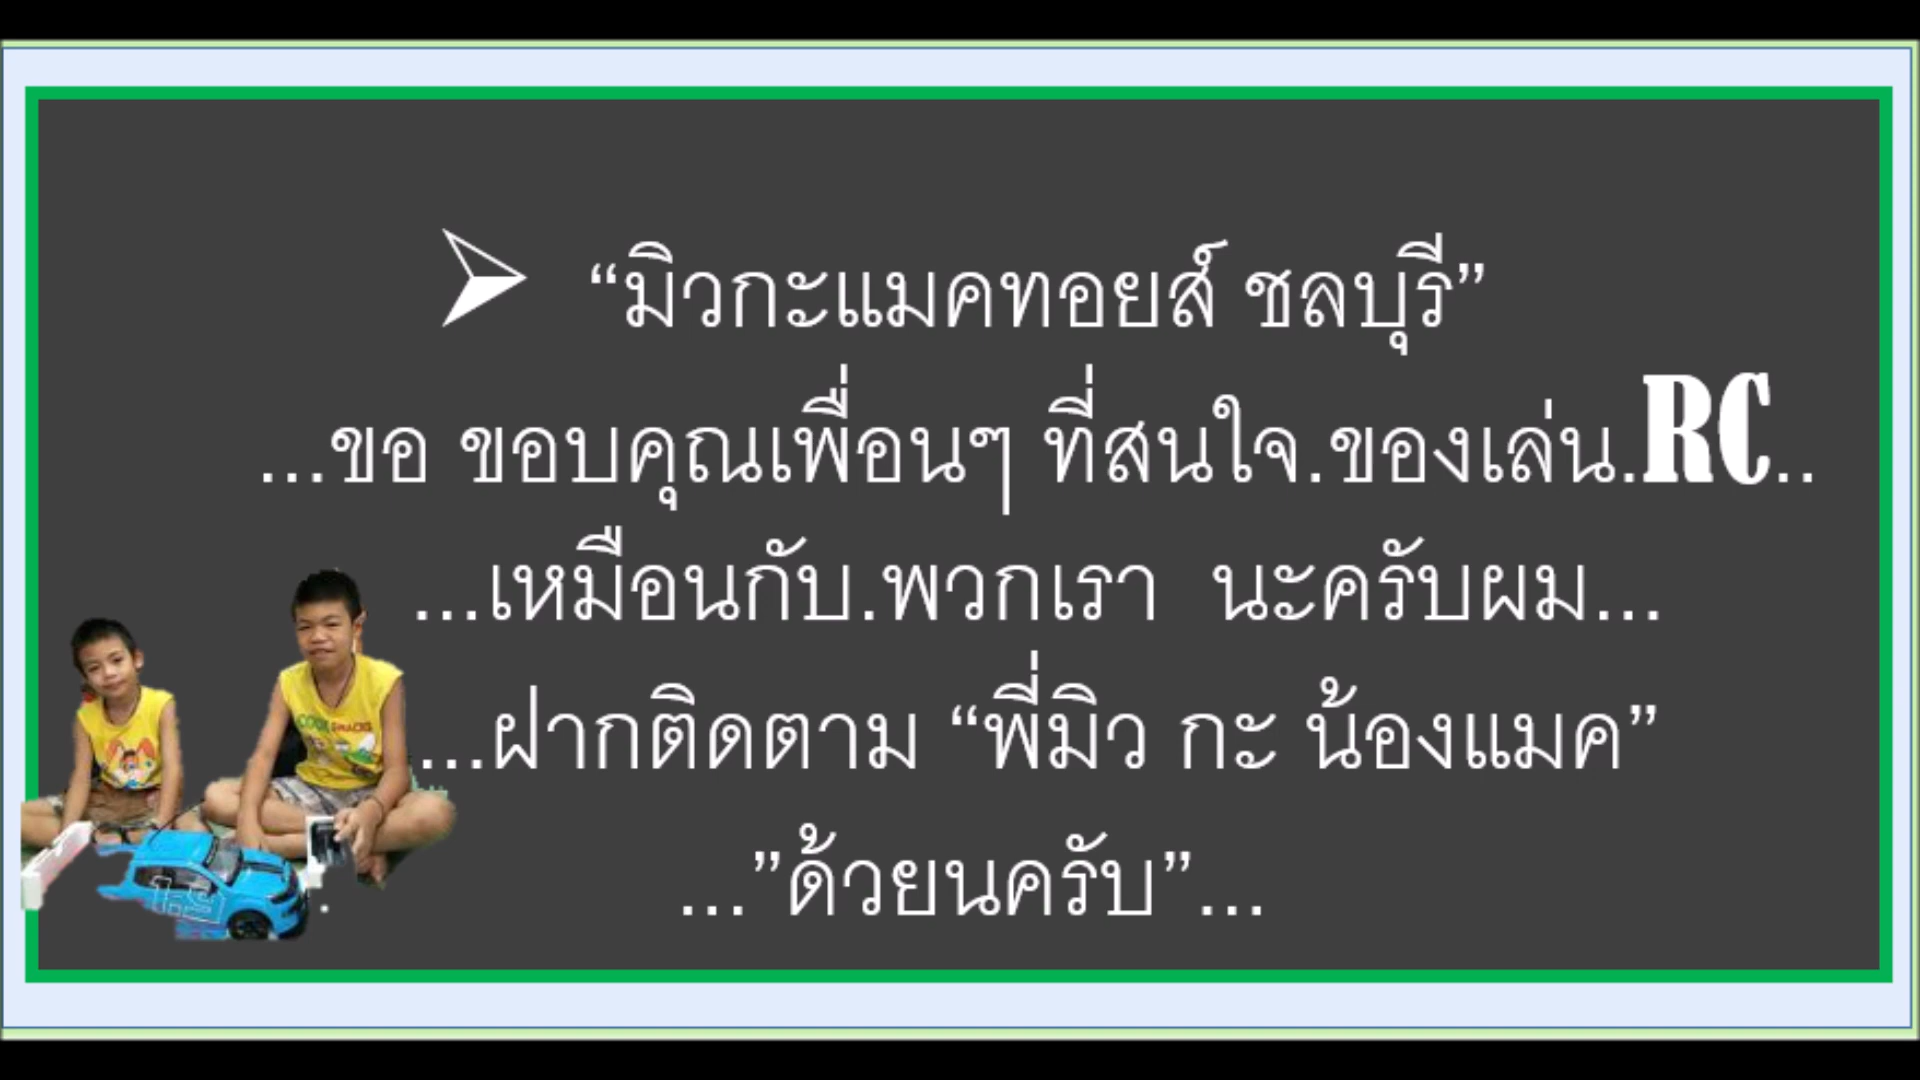 “มิวกะแมคทอยส์ ชลบุรี”
...ขอ ขอบคุณเพื่อนๆ ที่สนใจ.ของเล่น.RC..
...เหมือนกับ.พวกเรา นะครับผม...
...ฝากติดตาม “พี่มิว กะ น้องแมค”
...”ด้วยนครับ”...